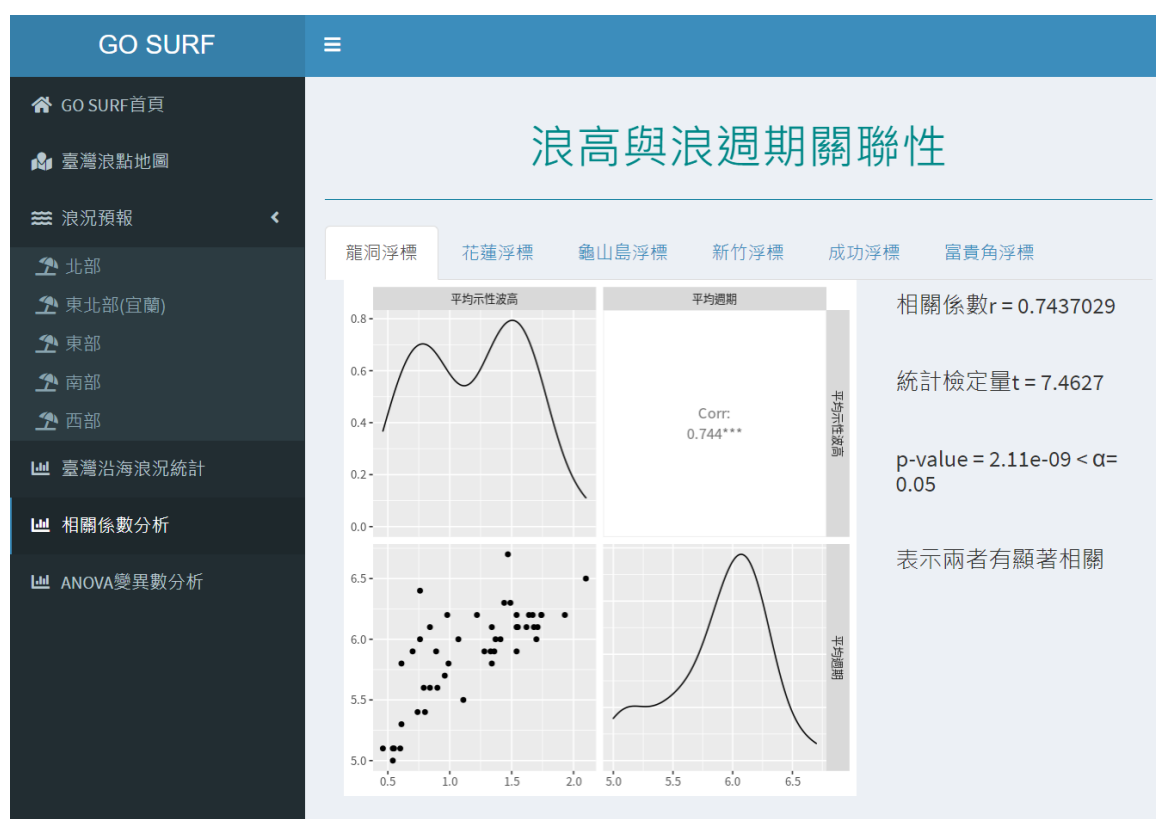 GO SURF
GO SURF首頁
臺灣浪點地圖
浪況預報
北部
東北部(宜蘭)
東部
南部
西部
臺灣沿海浪況統計
相關係數分析
ANOVA變異數分析
浪高與浪週期關聯性
龍洞浮標 花蓮浮標 龜山島浮標 新竹浮標 成功浮標 富貴角浮標
平均示性波高 平均週期
0.8
0.6
0.4
0.2
0.0
Corr:
0.744***
平均示性波高
6.5
6.0
5.5
5.0
平均週期
0.5 1.0 1.5 2.0 5.0 5.5 6.0 6.5
相關係數r = 0.7437029
統計檢定量t = 7.4627
p-value = 2.11e-09 < α=
0.05
表示兩者有顯著相關